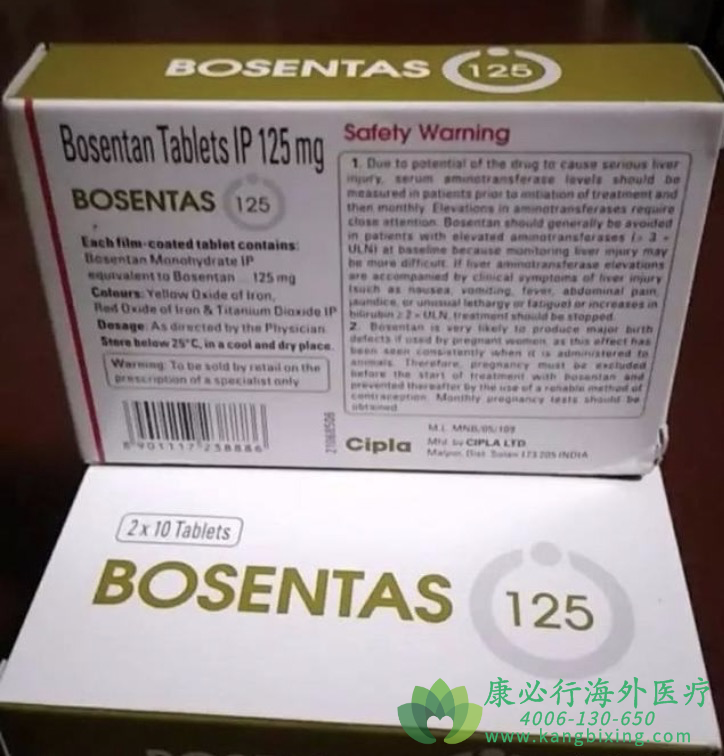 BOSENTAS 125
Bosentan Tablets IP 125 mg
BOSENTAS 125
Each film-coated tablet contains:
Bosentan Monohydrate IP
equivalent to Bosentan ... 125 mg
Colours: Yellow Oxide of Iron,
Red Oxide of Iron & Titanium Dioxide IP
Dosage: As directed by the Physician
Store below 25°C, in a cool and dry place.
Warning: To be sold by retail on the
prescription of a specialist only
8 901117 238886
Safety Warning
1. Due to potential of the drug to cause serious liver
injury, serum aminotransferase levels should be
measured in patients prior to initiation of treatment and
then monthly. Elevations in aminotransferases require
close attention. Bosentan should generally be avoided
in patients with elevated aminotransferases (> 3 ×
ULN) at baseline because monitoring liver injury may
be more difficult. If liver aminotransferase elevations
are accompanied by clinical symptoms of liver injury
(such as nausea, vomiting, fever, abdominal pain,
jaundice, or unusual lethargy or fatigue) or increases in
bilirubin ≥ 2 × ULN, treatment should be stopped.
2. Bosentan is very likely to produce major birth
defects if used by pregnant women, as this effect has
been seen consistently when it is administered to
animals. Therefore, pregnancy must be excluded
before the start of treatment with bosentan and
prevented thereafter by the use of a reliable method of
contraception. Monthly pregnancy tests should be
obtained.
Cipla
M.L. MNB/05/109
Mfd. by CIPLA LTD.
Malpur, Dist. Solan 173 205 INDIA
2 x 10 Tablets
BOSENTAS 125
康必行海外医疗
4006-130-650
www.kangbixing.com